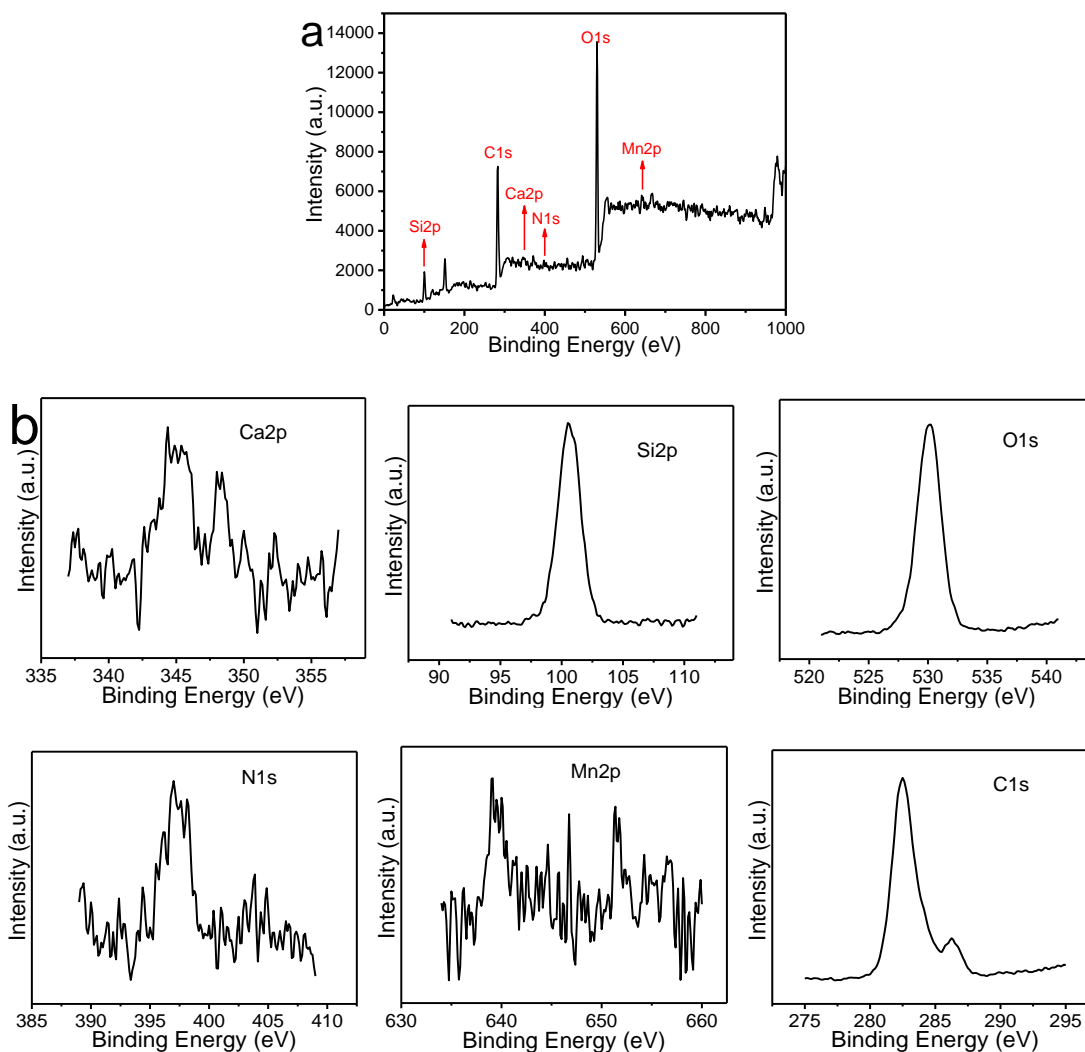 a
14000
12000
10000
8000
6000
4000
2000
0
Intensity (a.u.)
O1s
C1s
Mn2p
Ca2p
N1s
Si2p
0 200 400 600 800 1000
Binding Energy (eV)
b
Ca2p
Intensity (a.u.)
335 340 345 350 355
Binding Energy (eV)
Si2p
Intensity (a.u.)
90 95 100 105 110
Binding Energy (eV)
O1s
Intensity (a.u.)
520 525 530 535 540
Binding Energy (eV)
N1s
Intensity (a.u.)
385 390 395 400 405 410
Binding Energy (eV)
Mn2p
Intensity (a.u.)
630 640 650 660
Binding Energy (eV)
C1s
Intensity (a.u.)
275 280 285 290 295
Binding Energy (eV)